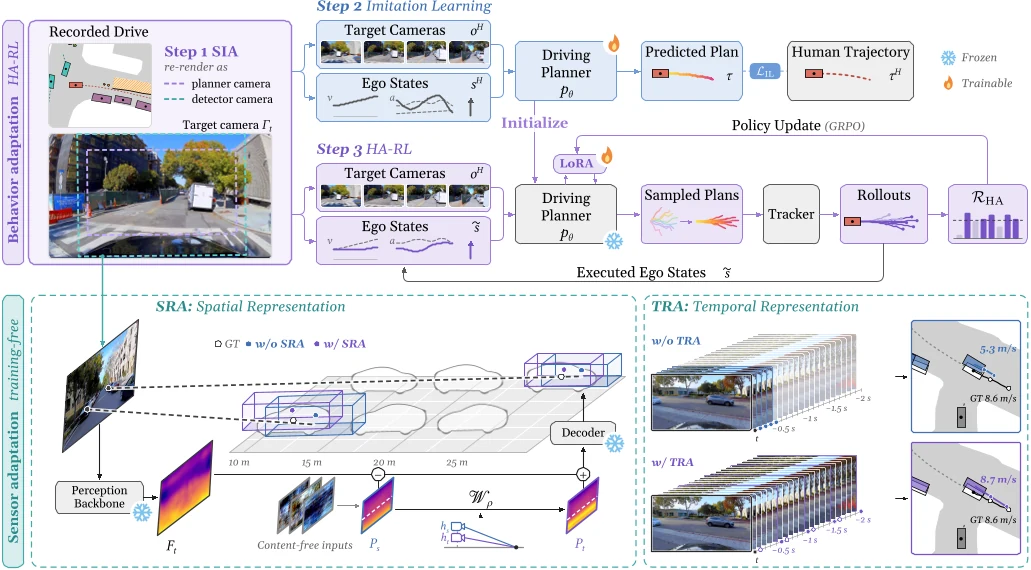 Behavior adaptation HA-RL
Recorded Drive
Step 1 SIA
re-render as
planner camera
detector camera
Target camera Γt
Step 2 Imitation Learning
Target Cameras oᴴ
Ego States sᴴ
v
a
Driving
Planner
pθ
Predicted Plan
τ
ℒIL
Human Trajectory
τᴴ
Frozen
Trainable
Initialize
Policy Update (GRPO)
Step 3 HA-RL
Target Cameras oᴴ
Ego States s̃
v
a
LoRA
Driving
Planner
pθ
Sampled Plans
Tracker
Rollouts
ℛHA
Executed Ego States s̃
Sensor adaptation training-free
SRA: Spatial Representation
GT
w/o SRA
w/ SRA
10 m
15 m
20 m
25 m
Perception
Backbone
Ft
Content-free inputs
Ps
−
𝒲ρ
+
Pt
Decoder
TRA: Temporal Representation
w/o TRA
t
−0.5 s
−1 s
−1.5 s
−2 s
5.3 m/s
GT 8.6 m/s
w/ TRA
t
−0.5 s
−1 s
−1.5 s
−2 s
8.7 m/s
GT 8.6 m/s